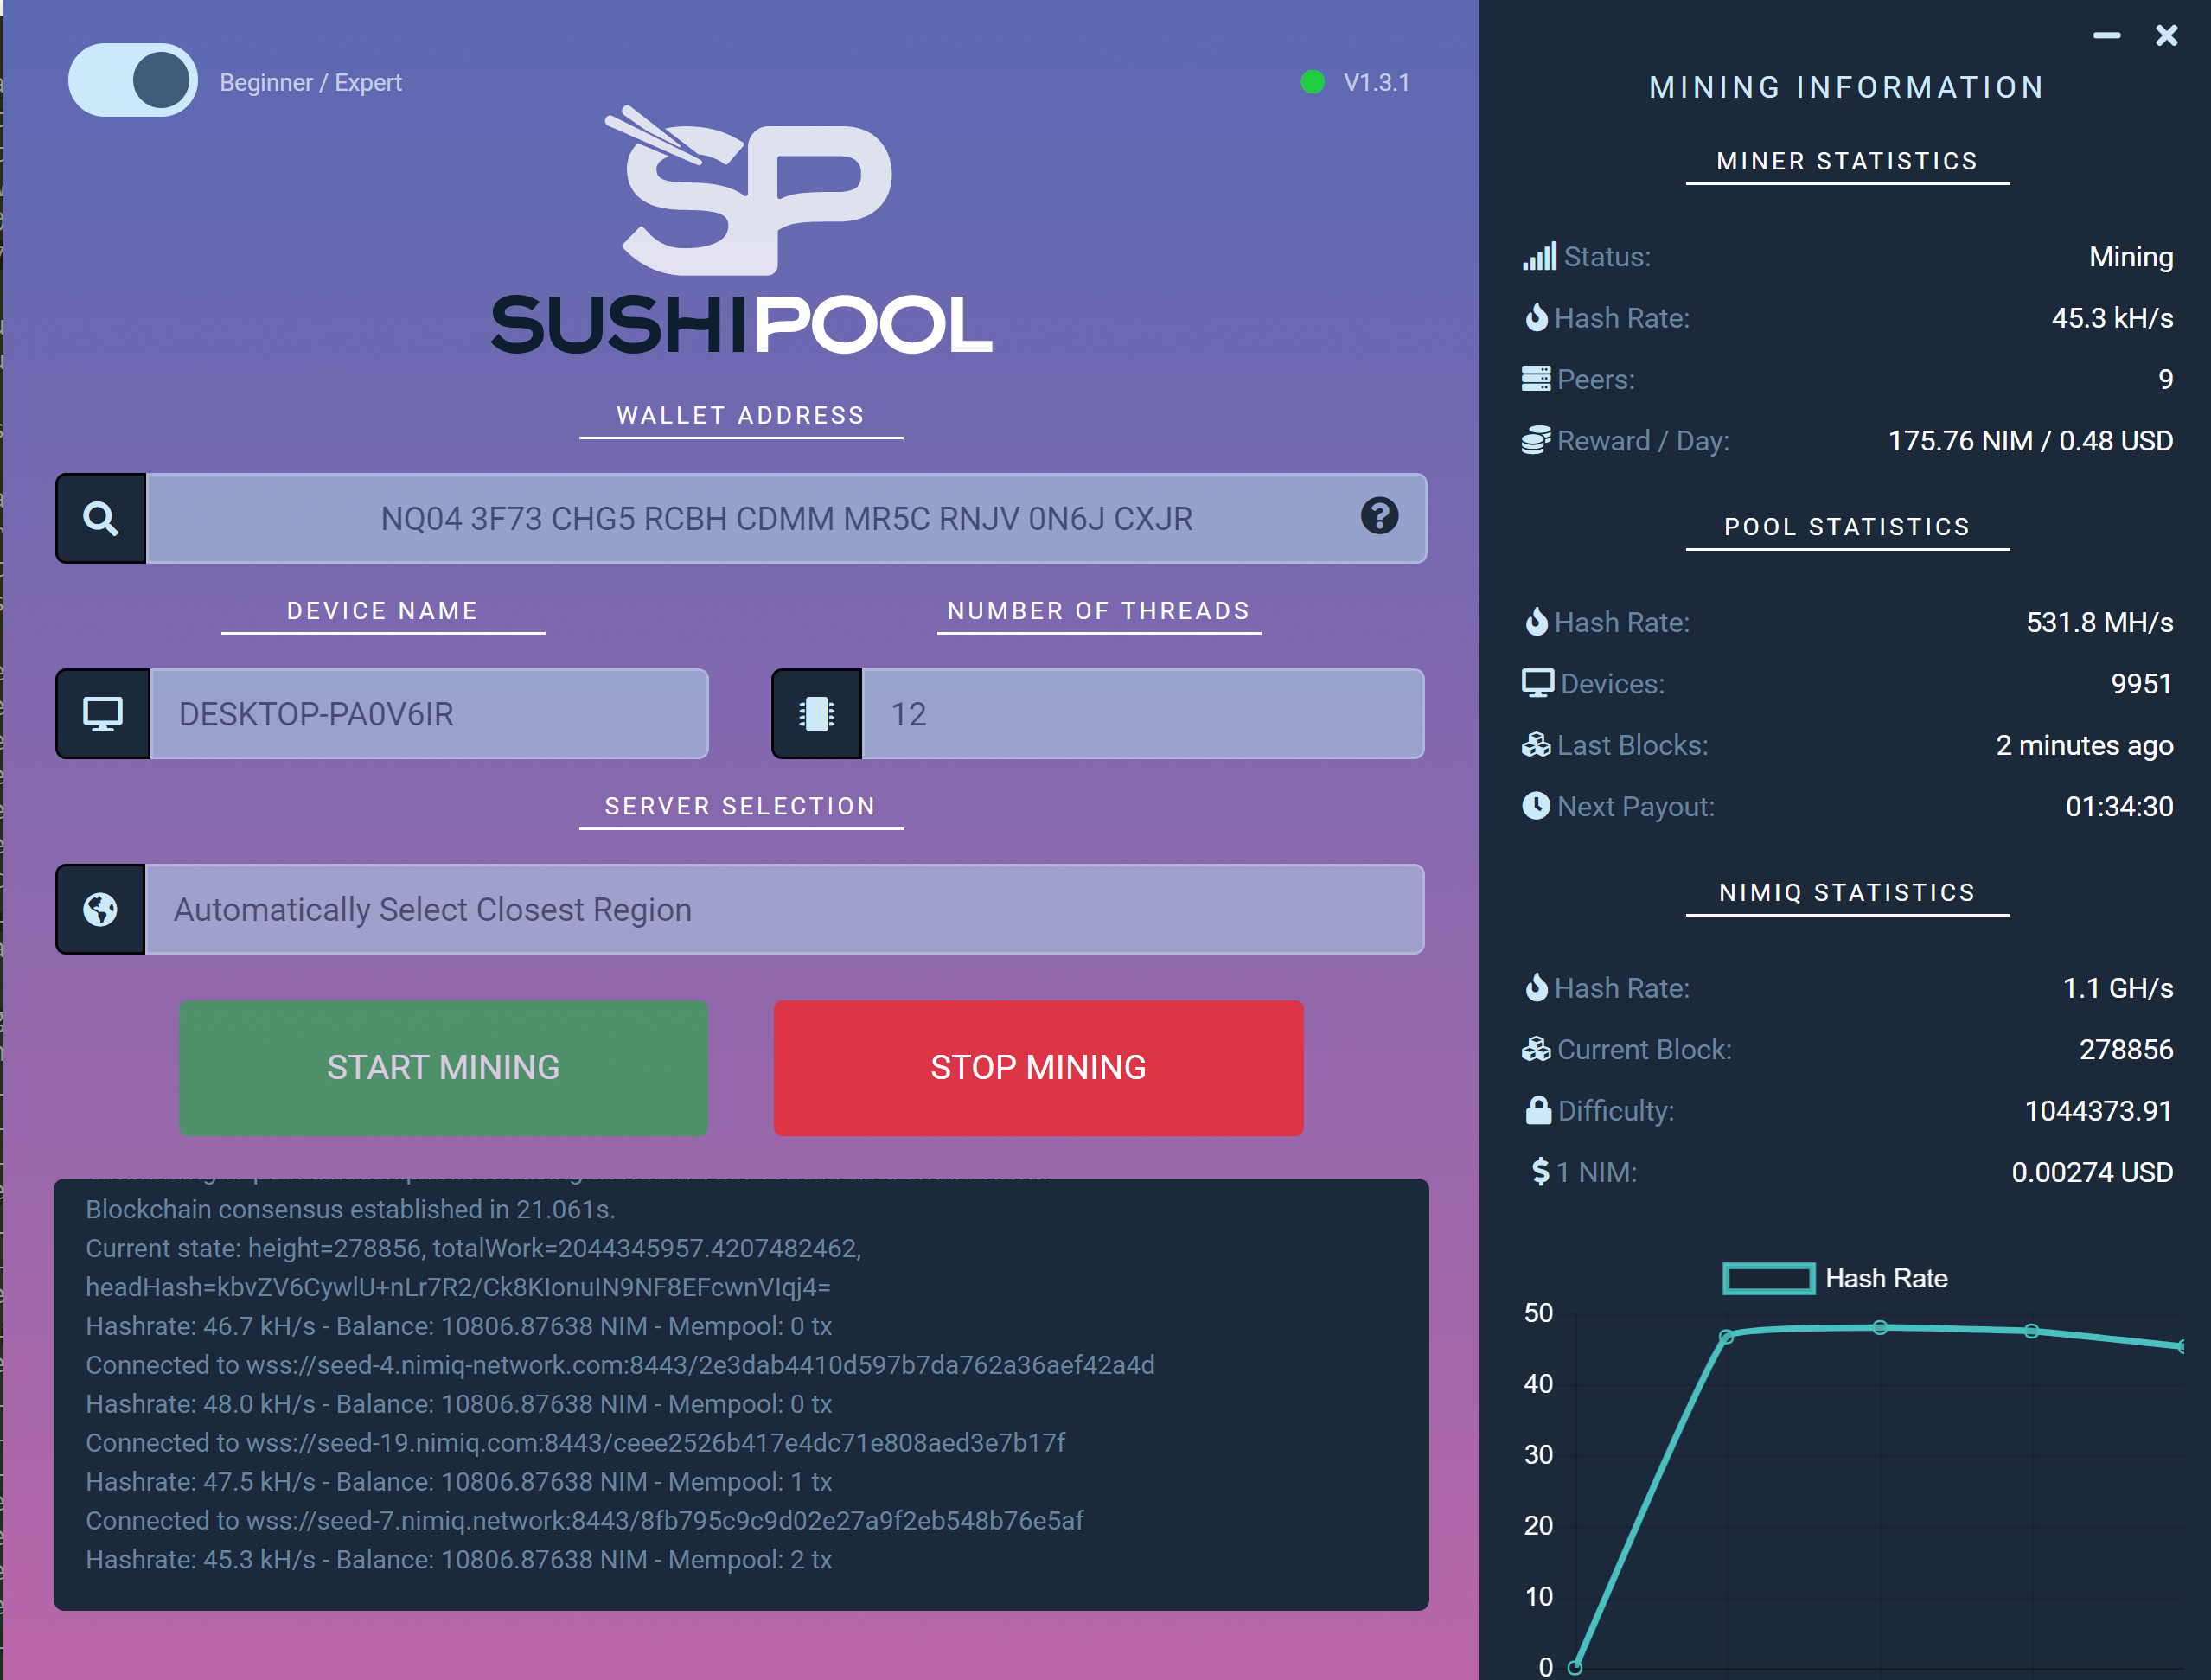 Beginner / Expert
V1.3.1
SP
SUSHIPOOL
WALLET ADDRESS
NQ04 3F73 CHG5 RCBH CDMM MR5C RNJV 0N6J CXJR
?
DEVICE NAME
NUMBER OF THREADS
DESKTOP-PA0V6IR
12
SERVER SELECTION
Automatically Select Closest Region
START MINING
STOP MINING
Blockchain consensus established in 21.061s.
Current state: height=278856, totalWork=2044345957.4207482462,
headHash=kbvZV6CywlU+nLr7R2/Ck8KIonuIN9NF8EFcwnVIqj4=
Hashrate: 46.7 kH/s - Balance: 10806.87638 NIM - Mempool: 0 tx
Connected to wss://seed-4.nimiq-network.com:8443/2e3dab4410d597b7da762a36aef42a4d
Hashrate: 48.0 kH/s - Balance: 10806.87638 NIM - Mempool: 0 tx
Connected to wss://seed-19.nimiq.com:8443/ceee2526b417e4dc71e808aed3e7b17f
Hashrate: 47.5 kH/s - Balance: 10806.87638 NIM - Mempool: 1 tx
Connected to wss://seed-7.nimiq.network:8443/8fb795c9c9d02e27a9f2eb548b76e5af
Hashrate: 45.3 kH/s - Balance: 10806.87638 NIM - Mempool: 2 tx
MINING INFORMATION
MINER STATISTICS
Status: Mining
Hash Rate: 45.3 kH/s
Peers: 9
Reward / Day: 175.76 NIM / 0.48 USD
POOL STATISTICS
Hash Rate: 531.8 MH/s
Devices: 9951
Last Blocks: 2 minutes ago
Next Payout: 01:34:30
NIMIQ STATISTICS
Hash Rate: 1.1 GH/s
Current Block: 278856
Difficulty: 1044373.91
$ 1 NIM: 0.00274 USD
Hash Rate
50
40
30
20
10
0